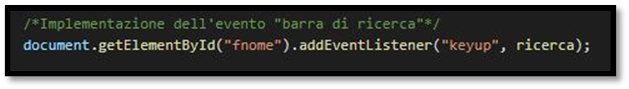 /*Implementazione dell'evento "barra di ricerca"*/
document.getElementById("fnome").addEventListener("keyup", ricerca);